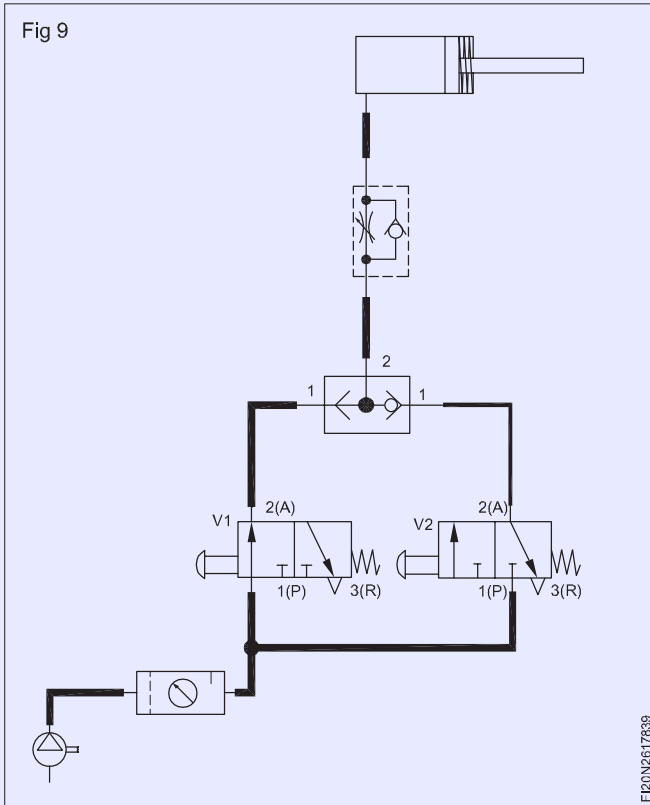 Fig 9
2
1 1
2(A) 2(A)
V1 V2
1(P) 3(R) 1(P) 3(R)
FI20N2617839